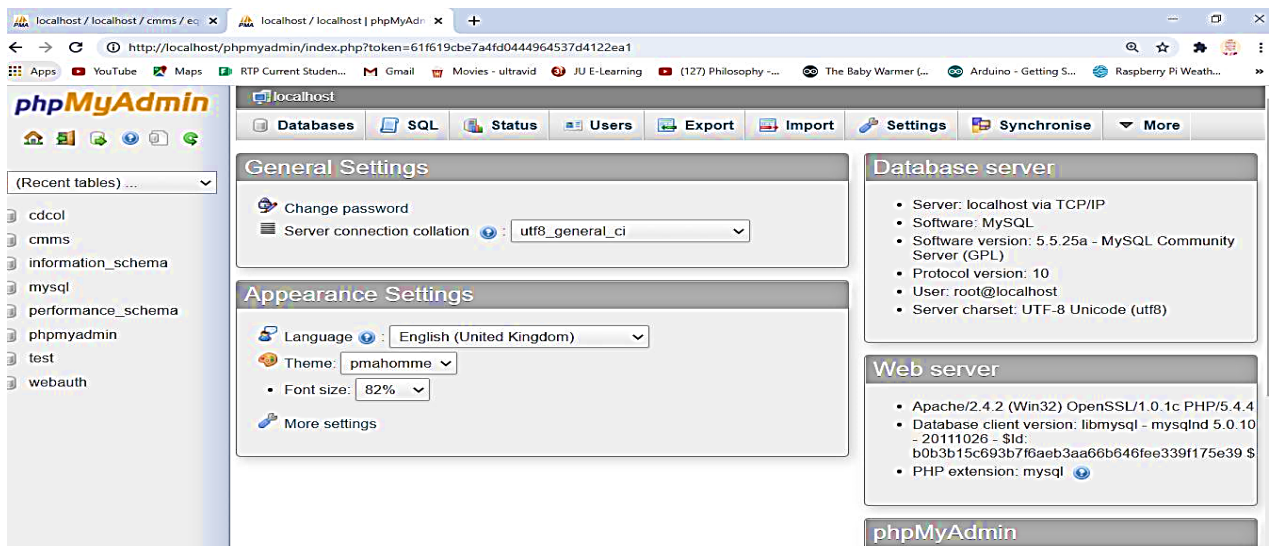 localhost / localhost / cmms / eq
localhost / localhost | phpMyAdn
http://localhost/phpmyadmin/index.php?token=61f619cbe7a4fd0444964537d4122ea1
Apps YouTube Maps RTP Current Studen... Gmail Movies - ultravid JU E-Learning (127) Philosophy -... The Baby Warmer (... Arduino - Getting S... Raspberry Pi Weath... »
phpMyAdmin
(Recent tables) ...
cdcol
cmms
information_schema
mysql
performance_schema
phpmyadmin
test
webauth
localhost
Databases SQL Status Users Export Import Settings Synchronise More
General Settings
Change password
Server connection collation : utf8_general_ci
Appearance Settings
Language : English (United Kingdom)
Theme: pmahomme
• Font size: 82%
More settings
Database server
• Server: localhost via TCP/IP
• Software: MySQL
• Software version: 5.5.25a - MySQL Community
Server (GPL)
• Protocol version: 10
• User: root@localhost
• Server charset: UTF-8 Unicode (utf8)
Web server
• Apache/2.4.2 (Win32) OpenSSL/1.0.1c PHP/5.4.4
• Database client version: libmysql - mysqlnd 5.0.10
- 20111026 - $Id:
b0b3b15c693b7f6aeb3aa66b646fee339f175e39 $
• PHP extension: mysql
phpMyAdmin